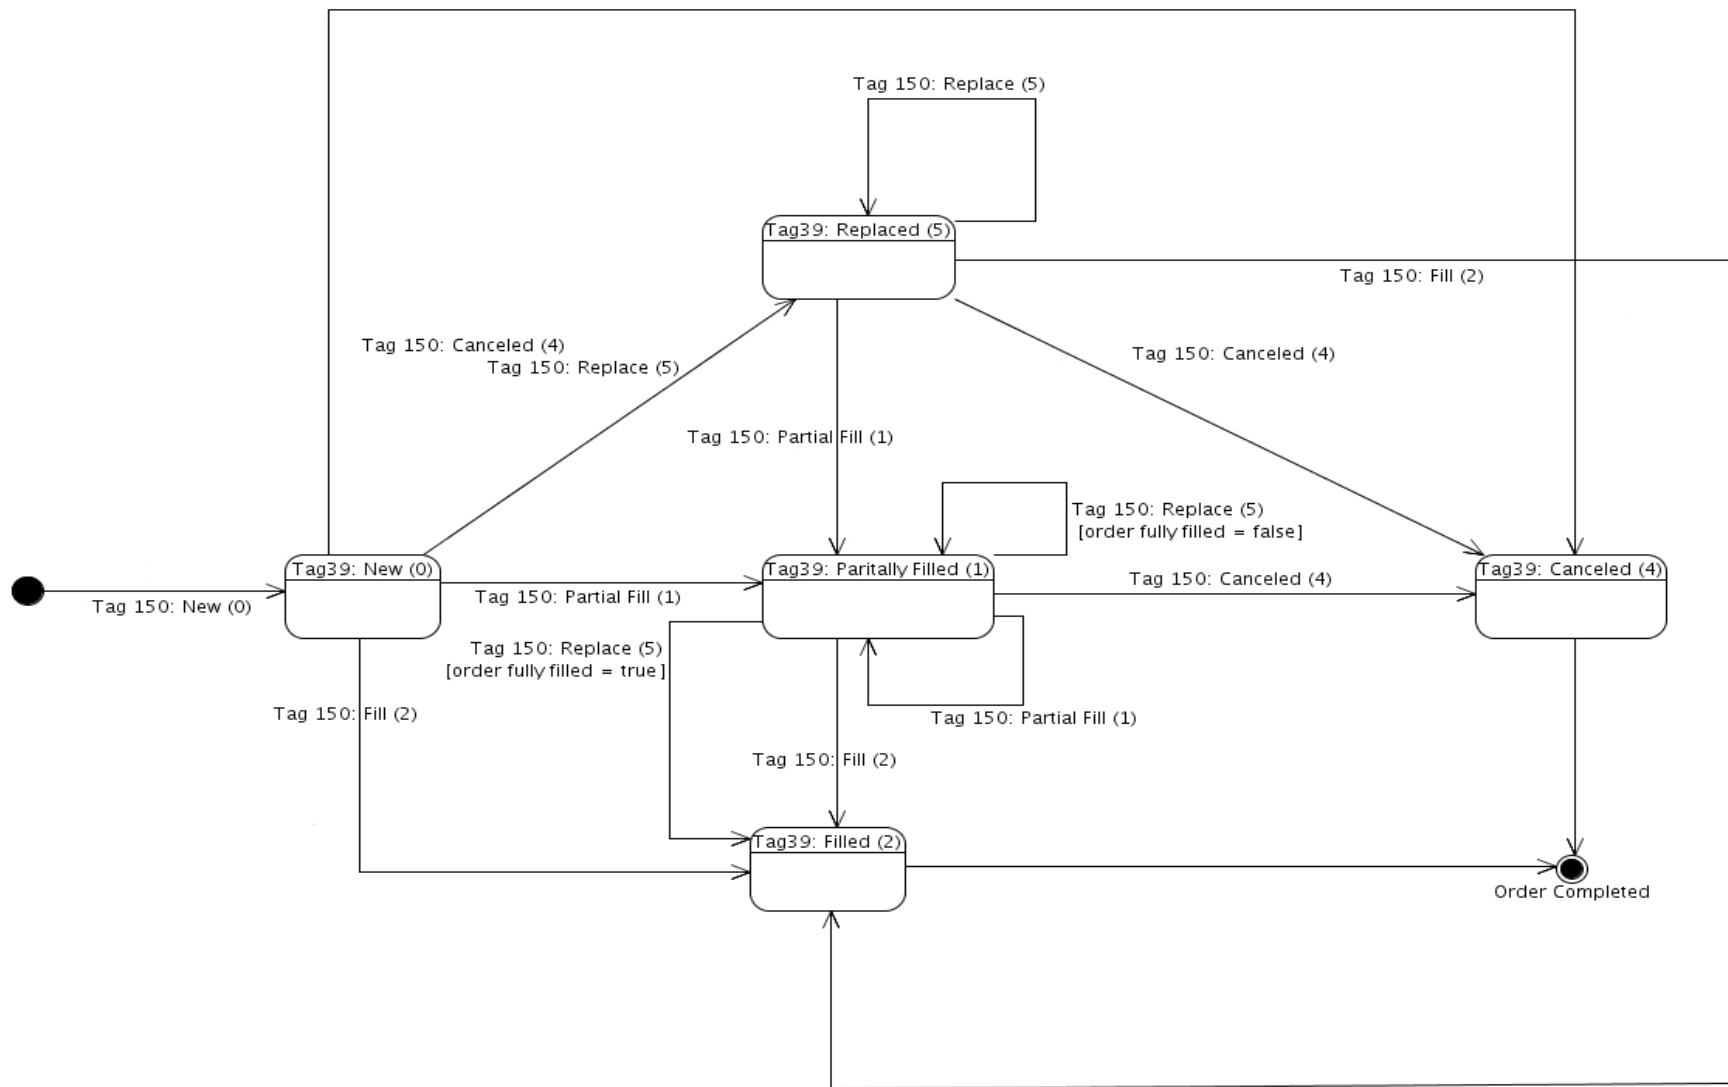 Tag 150: Replace (5)
Tag39: Replaced (5)
Tag 150: Fill (2)
Tag 150: Canceled (4)
Tag 150: Replace (5)
Tag 150: Canceled (4)
Tag 150: Partial Fill (1)
Tag 150: Replace (5)
[order fully filled = false]
Tag39: New (0)
Tag39: Paritally Filled (1)
Tag39: Canceled (4)
Tag 150: Canceled (4)
Tag 150: New (0)
Tag 150: Partial Fill (1)
Tag 150: Replace (5)
[order fully filled = true]
Tag 150: Fill (2)
Tag 150: Partial Fill (1)
Tag 150: Fill (2)
Tag39: Filled (2)
Order Completed